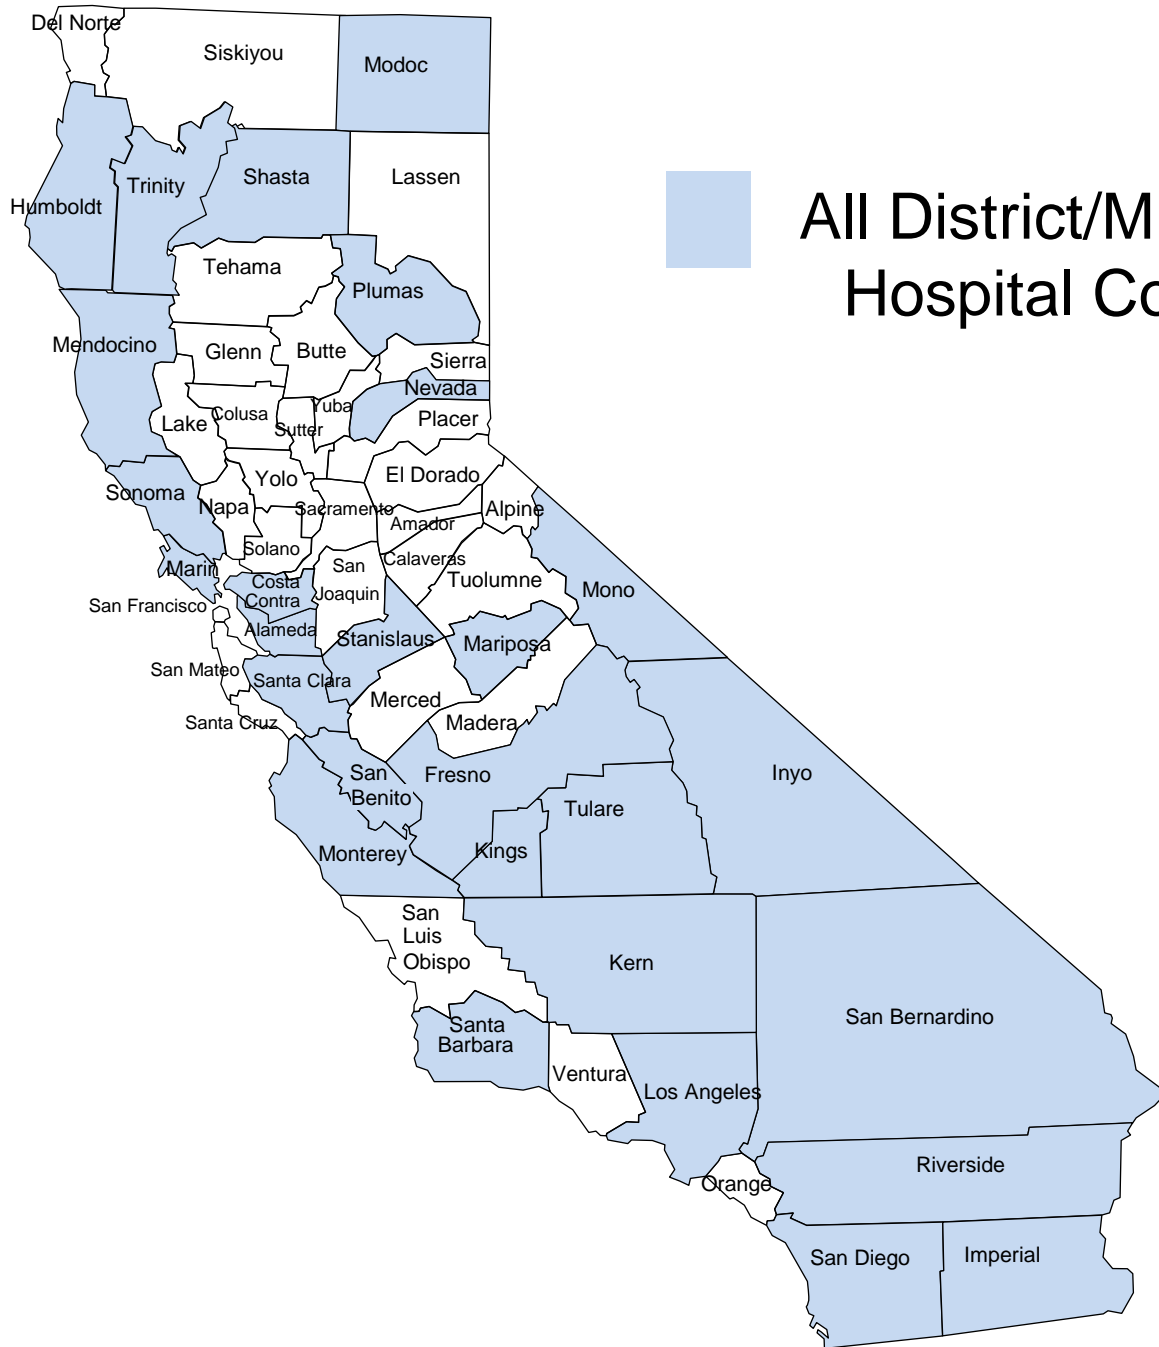 Del Norte
Siskiyou
Modoc
Humboldt
Trinity
Shasta
Lassen
All District/M
Hospital Co
Tehama
Plumas
Mendocino
Glenn
Butte
Sierra
Nevada
Lake
Colusa
Sutter
Yuba
Placer
Sonoma
Napa
Yolo
Sacramento
El Dorado
Alpine
Amador
Solano
Calaveras
Marin
Costa
Contra
San
Joaquin
Tuolumne
Mono
San Francisco
Alameda
Stanislaus
Mariposa
San Mateo
Santa Clara
Merced
Madera
Santa Cruz
San
Benito
Fresno
Inyo
Tulare
Monterey
Kings
San
Luis
Obispo
Kern
San Bernardino
Santa
Barbara
Ventura
Los Angeles
Orange
Riverside
San Diego
Imperial